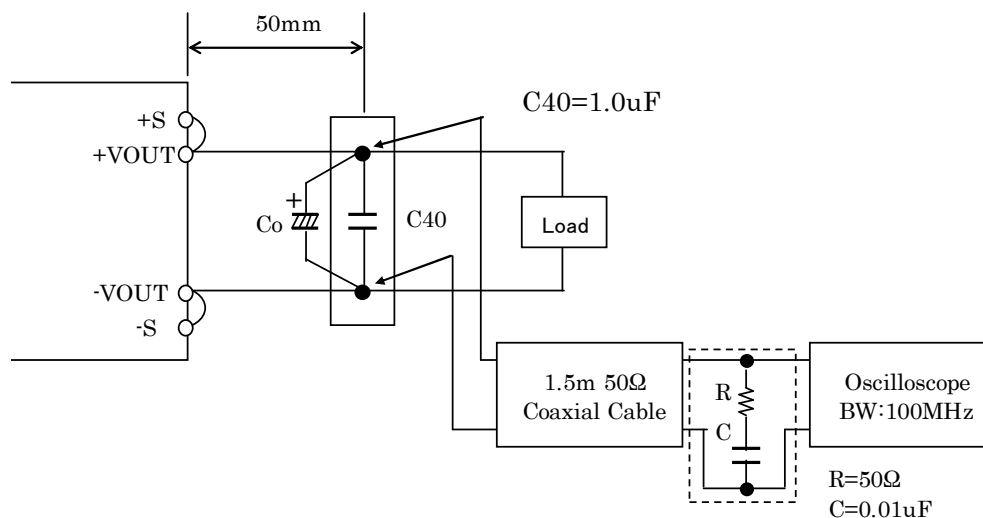 50mm
C40=1.0uF
+S
+VOUT
+
Co
C40
Load
-VOUT
-S
1.5m 50Ω
Coaxial Cable
R
C
Oscilloscope
BW:100MHz
R=50Ω
C=0.01uF